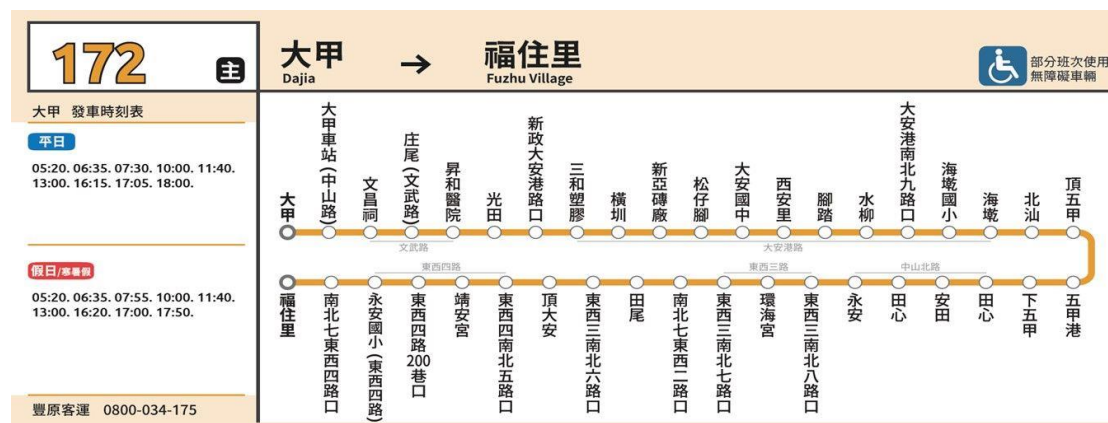 172 主
大甲 → 福住里
Dajia
Fuzhu Village
部分班次使用
無障礙車輛
大甲 發車時刻表
平日
05:20. 06:35. 07:30. 10:00. 11:40.
13:00. 16:15. 17:05. 18:00.
假日/寒暑假
05:20. 06:35. 07:55. 10:00. 11:40.
13:00. 16:20. 17:00. 17:50.
豐原客運 0800-034-175
大甲
大甲車站(中山路)
文昌祠
庄尾(文武路)
昇和醫院
光田
新政大安港路口
三和塑膠
橫圳
新亞磚廠
松仔腳
大安國中
西安里
腳踏
水柳
大安港南北九路口
海墘國小
海墘
北汕
頂五甲
文武路
大安港路
東西四路
東西三路
中山北路
福住里
南北七東西四路口
永安國小(東西四路)
東西四路200巷口
靖安宮
東西四南北五路口
頂大安
東西三南北六路口
田尾
南北七東西二路口
東西三南北七路口
環海宮
東西三南北八路口
永安
田心
安田
田心
下五甲
五甲港